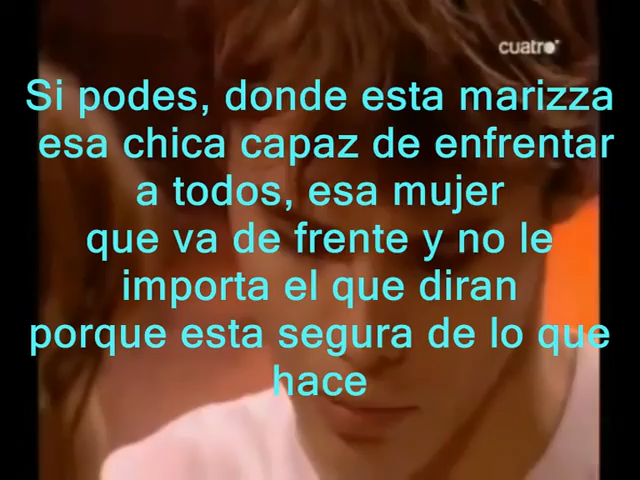 cuatro
Si podes, donde esta marizza
esa chica capaz de enfrentar
a todos, esa mujer
que va de frente y no le
importa el que diran
porque esta segura de lo que
hace